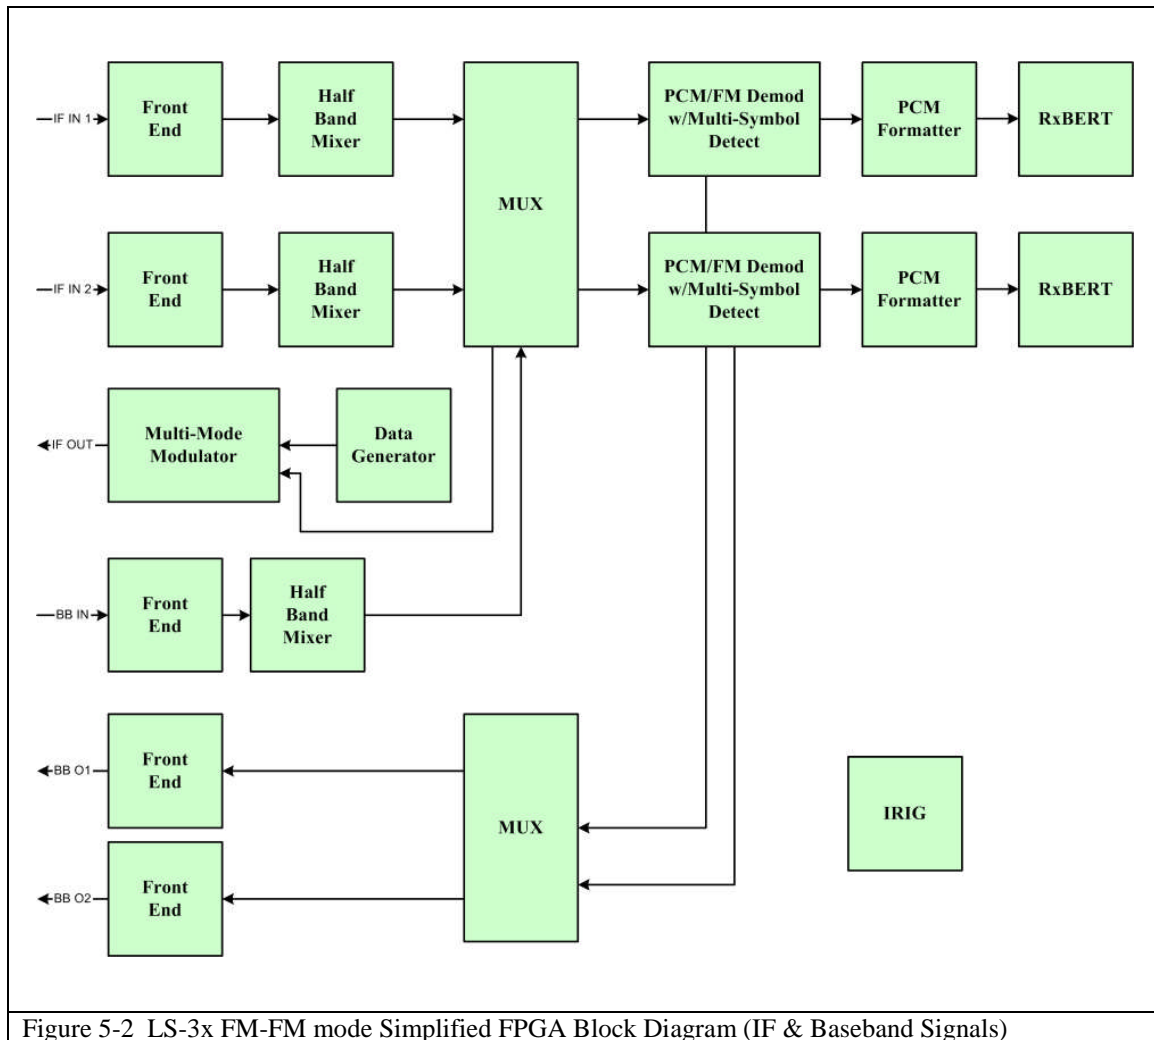 IF IN 1
Front
End
Half
Band
Mixer
MUX
PCM/FM Demod
w/Multi-Symbol
Detect
PCM
Formatter
RxBERT
IF IN 2
Front
End
Half
Band
Mixer
PCM/FM Demod
w/Multi-Symbol
Detect
PCM
Formatter
RxBERT
IF OUT
Multi-Mode
Modulator
Data
Generator
BB IN
Front
End
Half
Band
Mixer
BB O1
Front
End
MUX
IRIG
BB O2
Front
End
Figure 5-2 LS-3x FM-FM mode Simplified FPGA Block Diagram (IF & Baseband Signals)